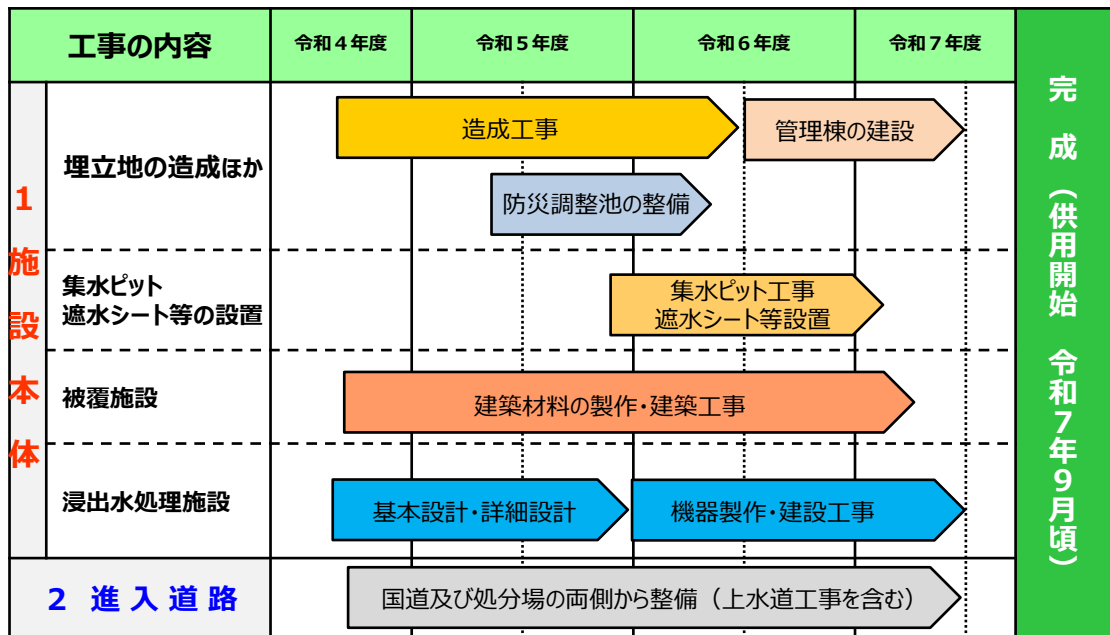 工事の内容
令和4年度
令和5年度
令和6年度
令和7年度
1施設本体
埋立地の造成ほか
造成工事
管理棟の建設
防災調整池の整備
集水ピット
遮水シート等の設置
集水ピット工事
遮水シート等設置
被覆施設
建築材料の製作・建築工事
浸出水処理施設
基本設計・詳細設計
機器製作・建設工事
2 進入道路
国道及び処分場の両側から整備（上水道工事を含む）
完成（供用開始 令和7年9月頃）